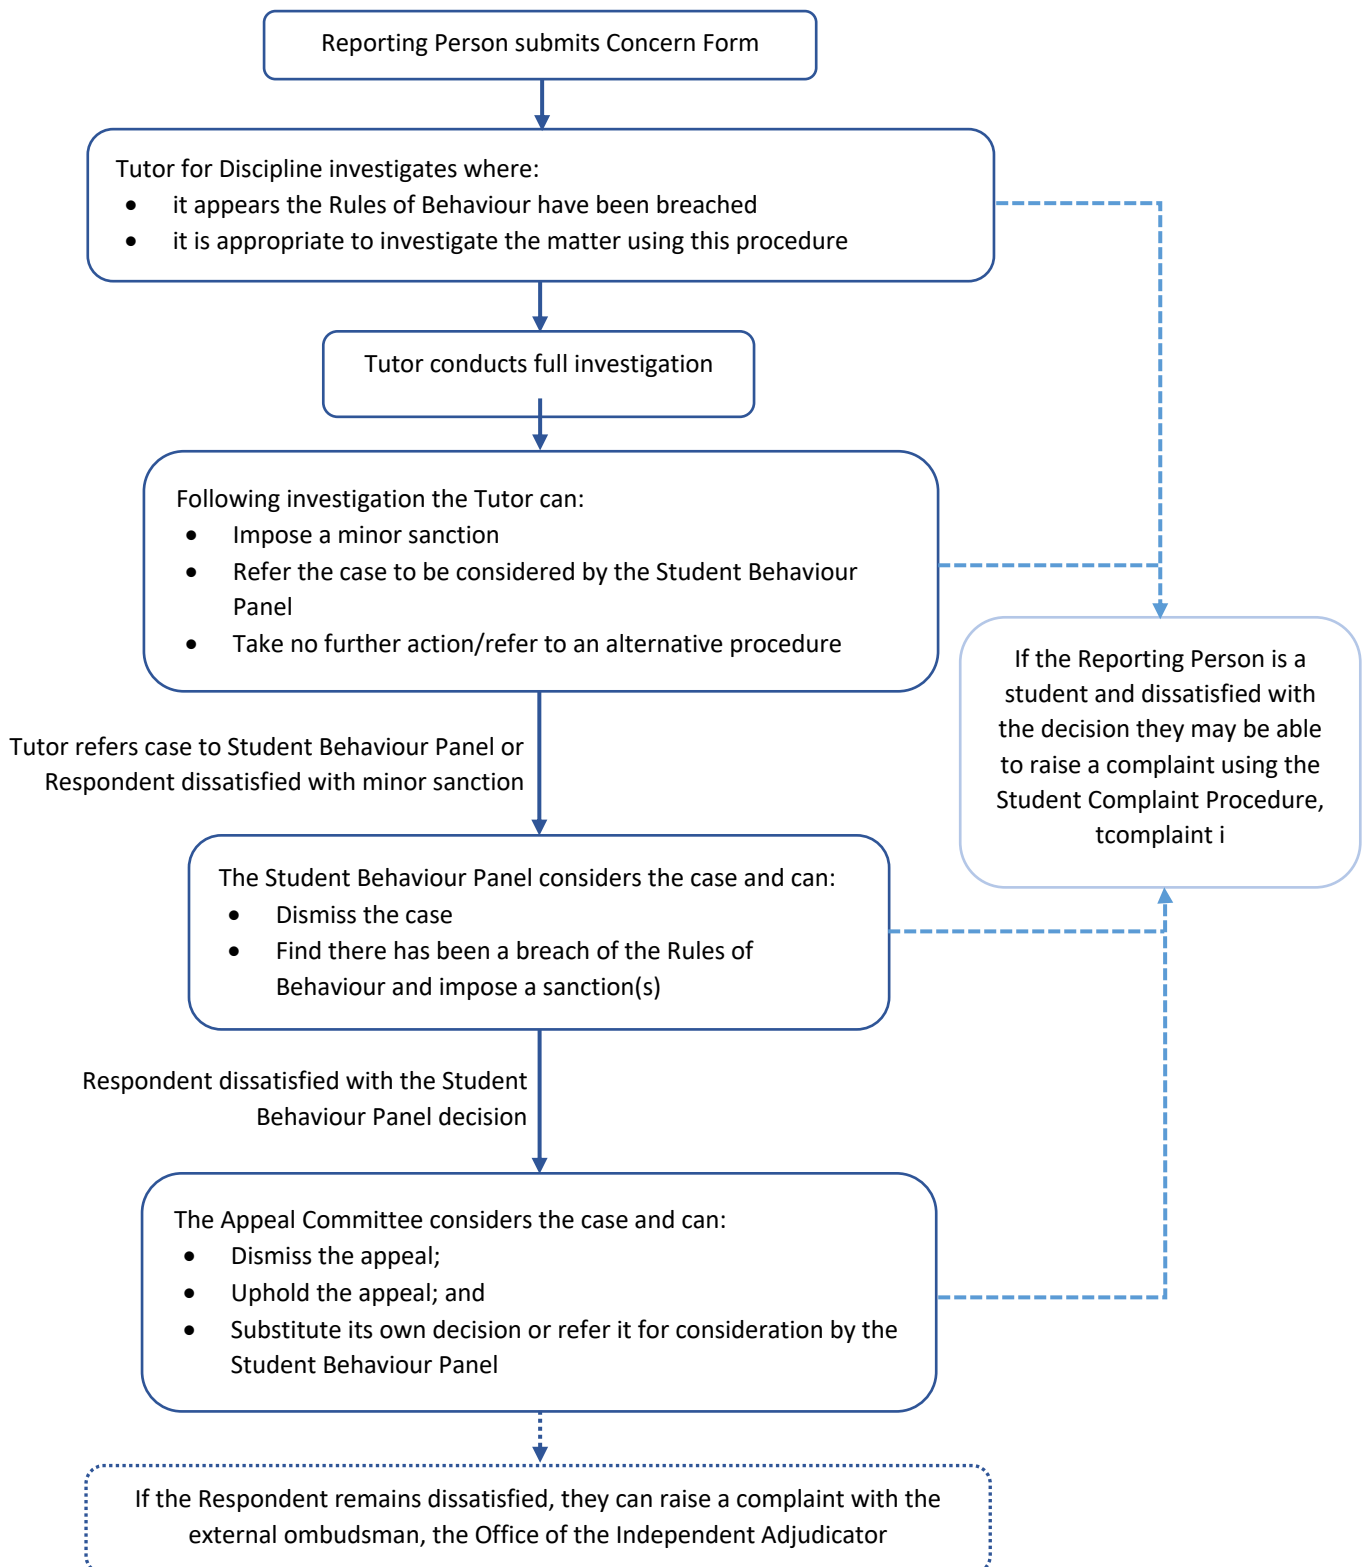 Reporting Person submits Concern Form
Tutor for Discipline investigates where:
• it appears the Rules of Behaviour have been breached
• it is appropriate to investigate the matter using this procedure
Tutor conducts full investigation
Following investigation the Tutor can:
• Impose a minor sanction
• Refer the case to be considered by the Student Behaviour
Panel
• Take no further action/refer to an alternative procedure
If the Reporting Person is a
student and dissatisfied with
the decision they may be able
to raise a complaint using the
Student Complaint Procedure,
tcomplaint i
Tutor refers case to Student Behaviour Panel or
Respondent dissatisfied with minor sanction
The Student Behaviour Panel considers the case and can:
• Dismiss the case
• Find there has been a breach of the Rules of
Behaviour and impose a sanction(s)
Respondent dissatisfied with the Student
Behaviour Panel decision
The Appeal Committee considers the case and can:
• Dismiss the appeal;
• Uphold the appeal; and
• Substitute its own decision or refer it for consideration by the
Student Behaviour Panel
If the Respondent remains dissatisfied, they can raise a complaint with the
external ombudsman, the Office of the Independent Adjudicator